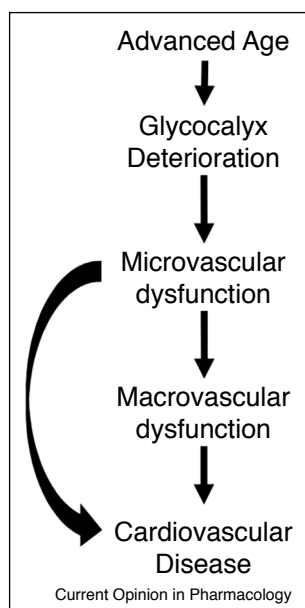 Advanced Age
Glycocalyx
Deterioration
Microvascular
dysfunction
Macrovascular
dysfunction
Cardiovascular
Disease
Current Opinion in Pharmacology